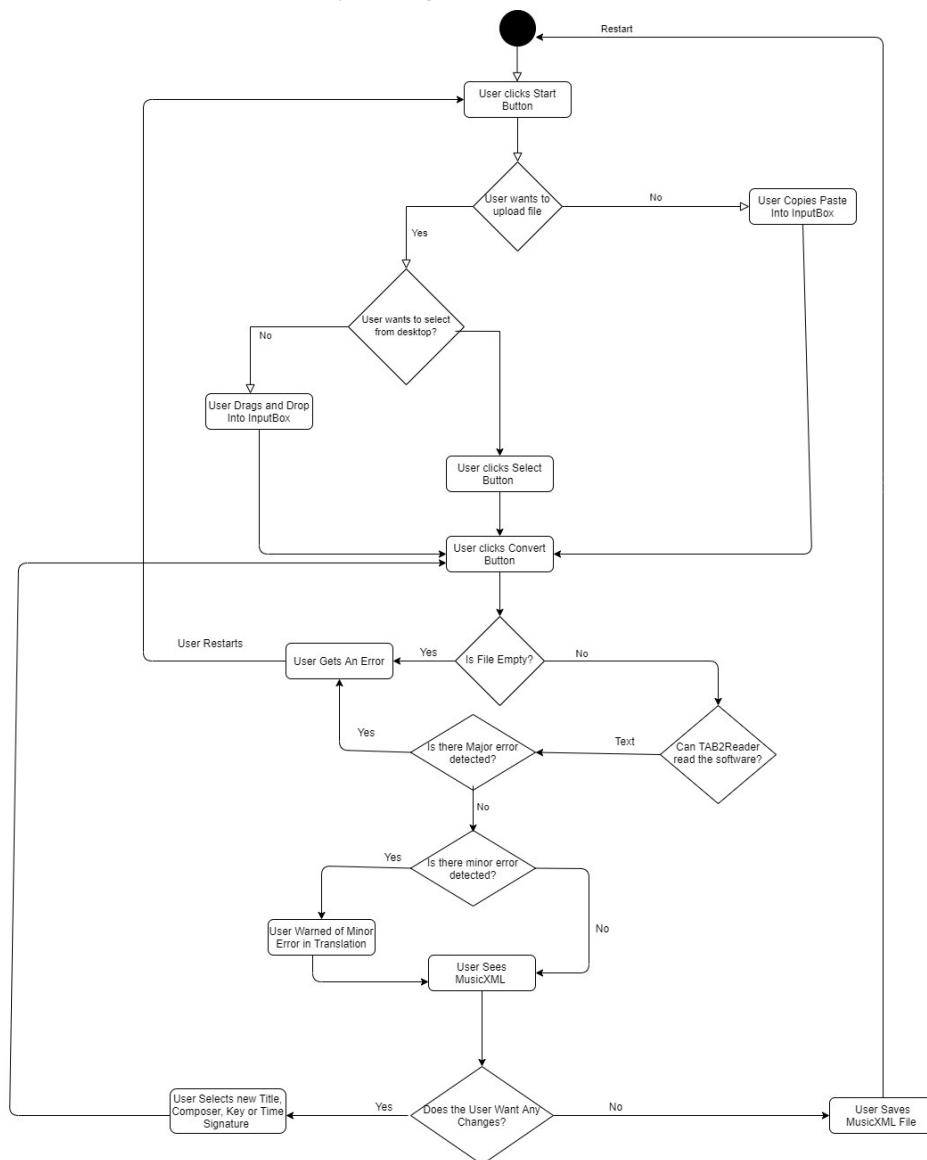 Restart
User clicks Start
Button
User wants to
upload file
No
User Copies Paste
Into InputBox
Yes
User wants to select
from desktop?
No
User Drags and Drop
Into InputBox
User clicks Select
Button
User clicks Convert
Button
User Restarts
User Gets An Error
Yes
Is File Empty?
No
Yes
Is there Major error
detected?
Text
Can TAB2Reader
read the software?
No
Yes
Is there minor error
detected?
No
User Warned of Minor
Error in Translation
User Sees
MusicXML
User Selects new Title,
Composer, Key or Time
Signature
Yes
Does the User Want Any
Changes?
No
User Saves
MusicXML File